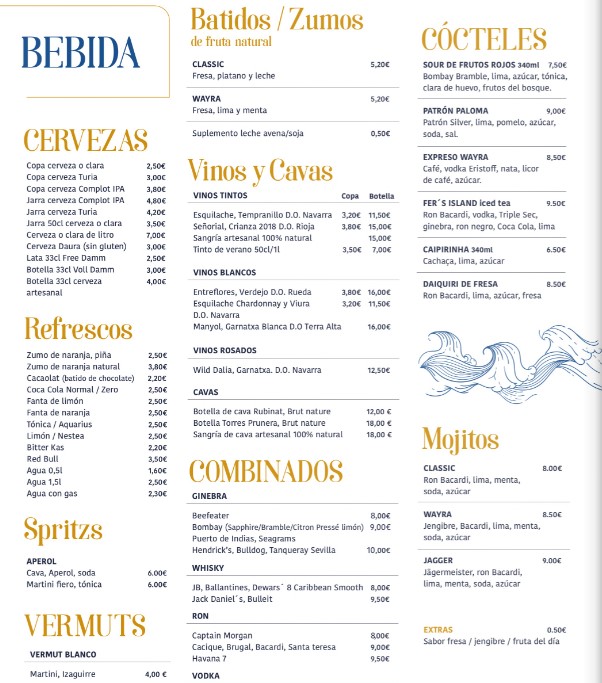 BEBIDA
CERVEZAS
Copa cerveza o clara 2,50€
Copa cerveza Turia 3,00€
Copa cerveza Complot IPA 3,80€
Jarra cerveza Complot IPA 4,80€
Jarra cerveza Turia 4,20€
Jarra 50cl cerveza o clara 3,50€
Cerveza o clara de litro 7,00€
Cerveza Daura (sin gluten) 3,00€
Lata 33cl Free Damm 2,50€
Botella 33cl Voll Damm 3,00€
Botella 33cl cerveza 4,00€
artesanal
Refrescos
Zumo de naranja, piña 2,50€
Zumo de naranja natural 3,80€
Cacaolat (batido de chocolate) 2,20€
Coca Cola Normal / Zero 2,50€
Fanta de limón 2,50€
Fanta de naranja 2,50€
Tónica / Aquarius 2,50€
Limón / Nestea 2,50€
Bitter Kas 2,20€
Red Bull 3,50€
Agua 0,5l 1,60€
Agua 1,5l 2,50€
Agua con gas 2,30€
Spritzs
APEROL
Cava, Aperol, soda 6.00€
Martini fiero, tónica 6.00€
VERMUTS
VERMUT BLANCO
Martini, Izaguirre 4,00 €
Batidos / Zumos
de fruta natural
CLASSIC 5,20€
Fresa, platano y leche
WAYRA 5,20€
Fresa, lima y menta
Suplemento leche avena/soja 0,50€
Vinos y Cavas
VINOS TINTOS Copa Botella
Esquilache, Tempranillo D.O. Navarra 3,20€ 11,50€
Señorial, Crianza 2018 D.O. Rioja 3,80€ 15,00€
Sangría artesanal 100% natural 15,00€
Tinto de verano 50cl/1l 3,50€ 7,00€
VINOS BLANCOS
Entreflores, Verdejo D.O. Rueda 3,80€ 16,00€
Esquilache Chardonnay y Viura 3,20€ 11,50€
D.O. Navarra
Manyol, Garnatxa Blanca D.O Terra Alta 16,00€
VINOS ROSADOS
Wild Dalia, Garnatxa. D.O. Navarra 12,50€
CAVAS
Botella de cava Rubinat, Brut nature 12,00 €
Botella Torres Prunera, Brut nature 18,00 €
Sangría de cava artesanal 100% natural 18,00 €
COMBINADOS
GINEBRA
Beefeater 8,00€
Bombay (Sapphire/Bramble/Citron Pressé limón) 9,00€
Puerto de Indias, Seagrams
Hendrick's, Bulldog, Tanqueray Sevilla 10,00€
WHISKY
JB, Ballantines, Dewars´ 8 Caribbean Smooth 8,00€
Jack Daniel´s, Bulleit 9,50€
RON
Captain Morgan 8,00€
Cacique, Brugal, Bacardi, Santa teresa 9,00€
Havana 7 9,50€
VODKA
CÓCTELES
SOUR DE FRUTOS ROJOS 340ml 7,50€
Bombay Bramble, lima, azúcar, tónica,
clara de huevo, frutos del bosque.
PATRÓN PALOMA 9,00€
Patrón Silver, lima, pomelo, azúcar,
soda, sal.
EXPRESO WAYRA 8,50€
Café, vodka Eristoff, nata, licor
de café, azúcar.
FER´S ISLAND iced tea 9.50€
Ron Bacardi, vodka, Triple Sec,
ginebra, ron negro, Coca Cola, lima
CAIPIRINHA 340ml 6.50€
Cachaça, lima, azúcar
DAIQUIRI DE FRESA 8.50€
Ron Bacardi, lima, azúcar, fresa
Mojitos
CLASSIC 8.00€
Ron Bacardi, lima, menta,
soda, azúcar
WAYRA 8.50€
Jengibre, Bacardi, lima, menta,
soda, azúcar
JAGGER 9.00€
Jägermeister, ron Bacardi,
lima, menta, soda, azúcar
EXTRAS 0.50€
Sabor fresa / jengibre / fruta del día